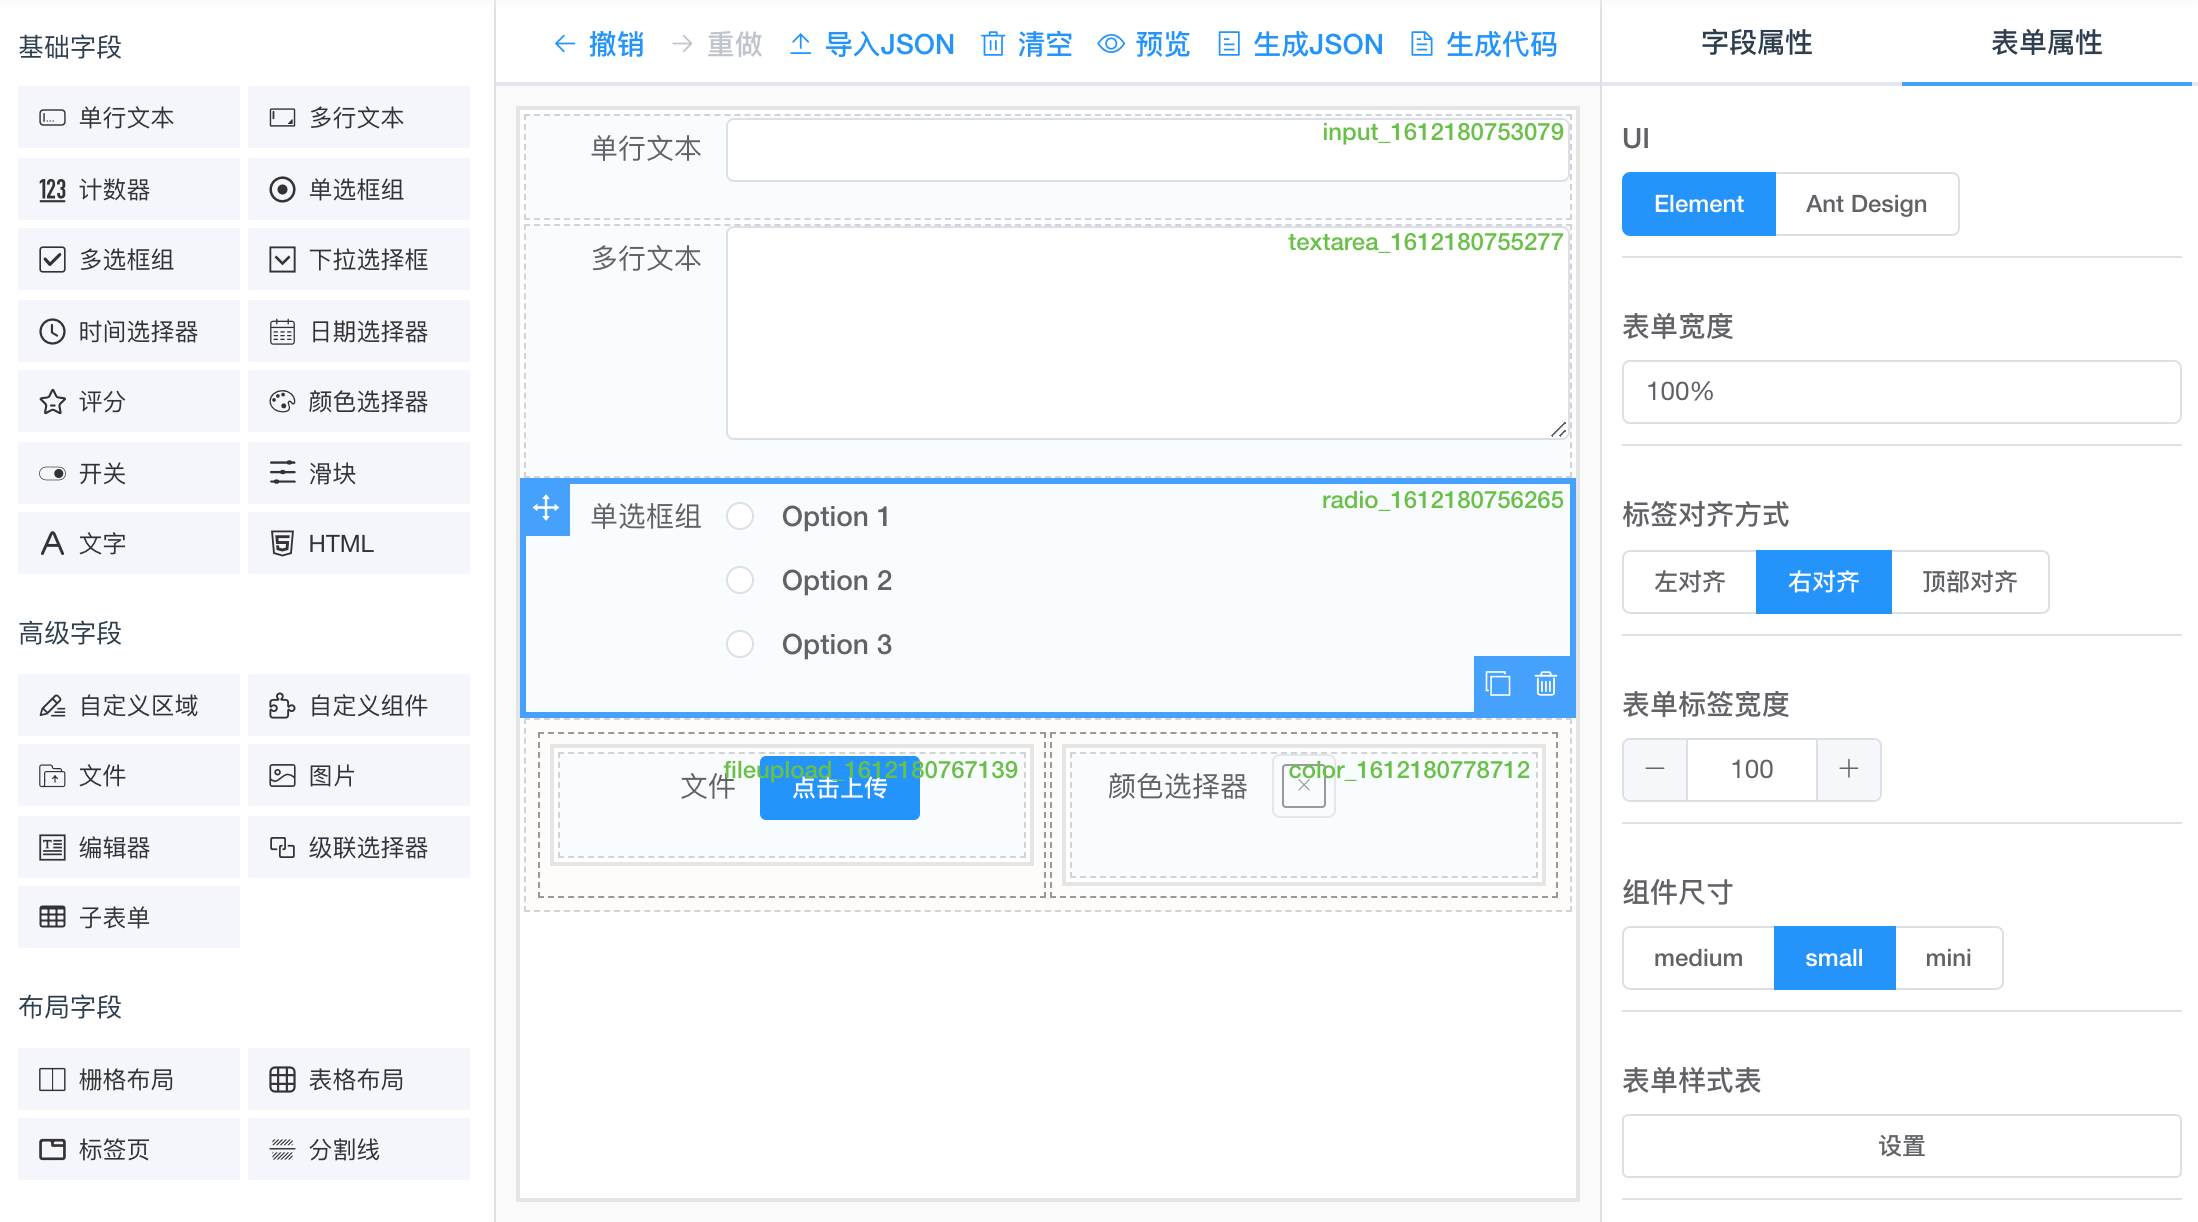 基础字段
单行文本
多行文本
123 计数器
单选框组
多选框组
下拉选择框
时间选择器
日期选择器
评分
颜色选择器
开关
滑块
文字
HTML
高级字段
自定义区域
自定义组件
文件
图片
编辑器
级联选择器
子表单
布局字段
栅格布局
表格布局
标签页
分割线
撤销 重做 导入JSON 清空 预览 生成JSON 生成代码
单行文本
input_1612180753079
多行文本
textarea_1612180755277
单选框组
Option 1
radio_1612180756265
Option 2
Option 3
文件
fileupload_1612180767139
点击上传
颜色选择器
color_1612180778712
字段属性 表单属性
UI
Element Ant Design
表单宽度
100%
标签对齐方式
左对齐 右对齐 顶部对齐
表单标签宽度
100
组件尺寸
medium small mini
表单样式表
设置